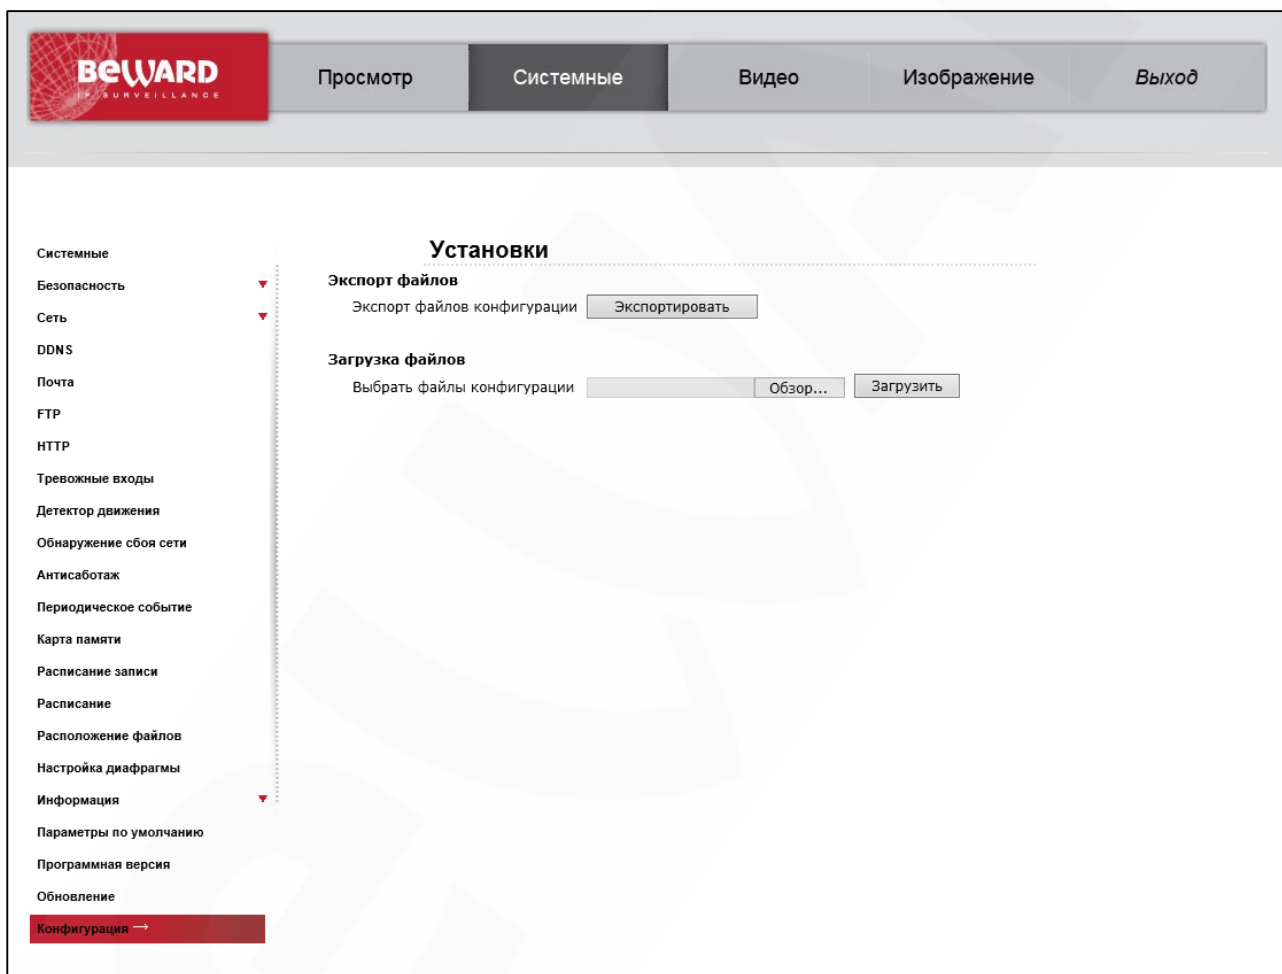 BEWARD
IP SURVEILLANCE
Просмотр
Системные
Видео
Изображение
Выход
Системные
Безопасность
Сеть
DDNS
Почта
FTP
HTTP
Тревожные входы
Детектор движения
Обнаружение сбоя сети
Антисаботаж
Периодическое событие
Карта памяти
Расписание записи
Расписание
Расположение файлов
Настройка диафрагмы
Информация
Параметры по умолчанию
Программная версия
Обновление
Конфигурация →
Установки
Экспорт файлов
Экспорт файлов конфигурации Экспортировать
Загрузка файлов
Выбрать файлы конфигурации Обзор... Загрузить